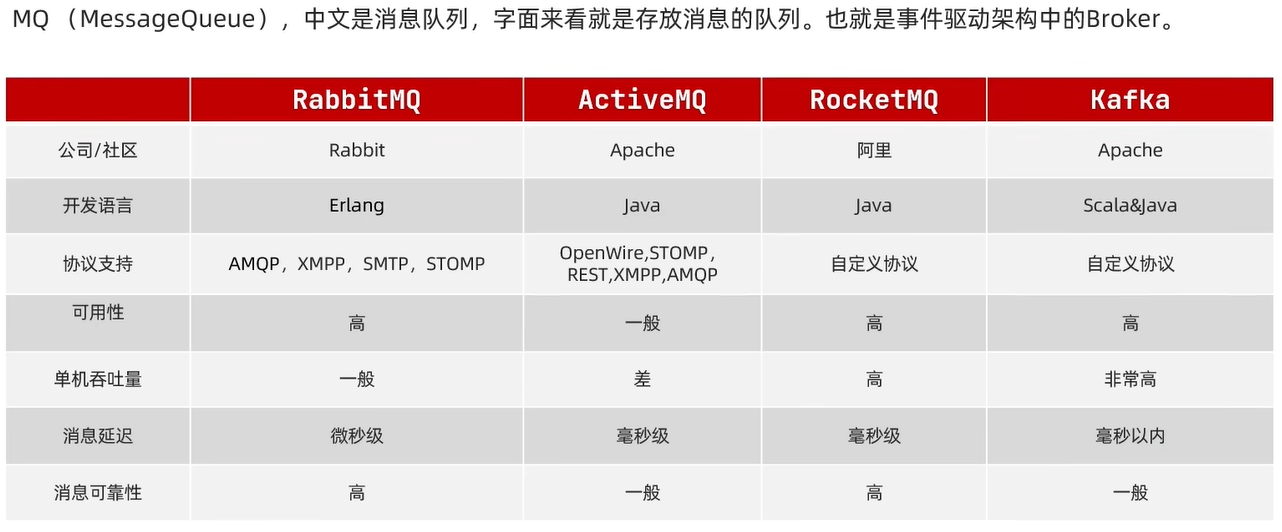 MQ （MessageQueue），中文是消息队列，字面来看就是存放消息的队列。也就是事件驱动架构中的Broker。
RabbitMQ ActiveMQ RocketMQ Kafka
公司/社区 Rabbit Apache 阿里 Apache
开发语言 Erlang Java Java Scala&Java
协议支持 AMQP，XMPP，SMTP，STOMP OpenWire,STOMP， 自定义协议 自定义协议
REST,XMPP,AMQP
可用性 高 一般 高 高
单机吞吐量 一般 差 高 非常高
消息延迟 微秒级 毫秒级 毫秒级 毫秒以内
消息可靠性 高 一般 高 一般